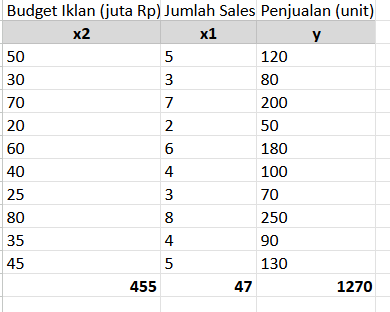 Budget Iklan (juta Rp) Jumlah Sales Penjualan (unit)
x2 x1 y
50 5 120
30 3 80
70 7 200
20 2 50
60 6 180
40 4 100
25 3 70
80 8 250
35 4 90
45 5 130
455 47 1270